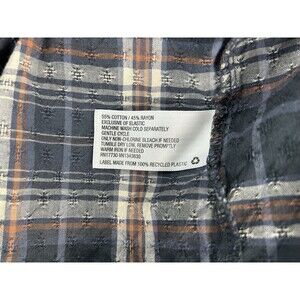 55% COTTON / 45% RAYON
EXCLUSIVE OF ELASTIC
MACHINE WASH COLD SEPARATELY
GENTLE CYCLE
ONLY NON-CHLORINE BLEACH IF NEEDED
TUMBLE DRY LOW, REMOVE PROMPTLY
WARM IRON IF NEEDED
LABEL MADE FROM 100% RECYCLED PLASTIC